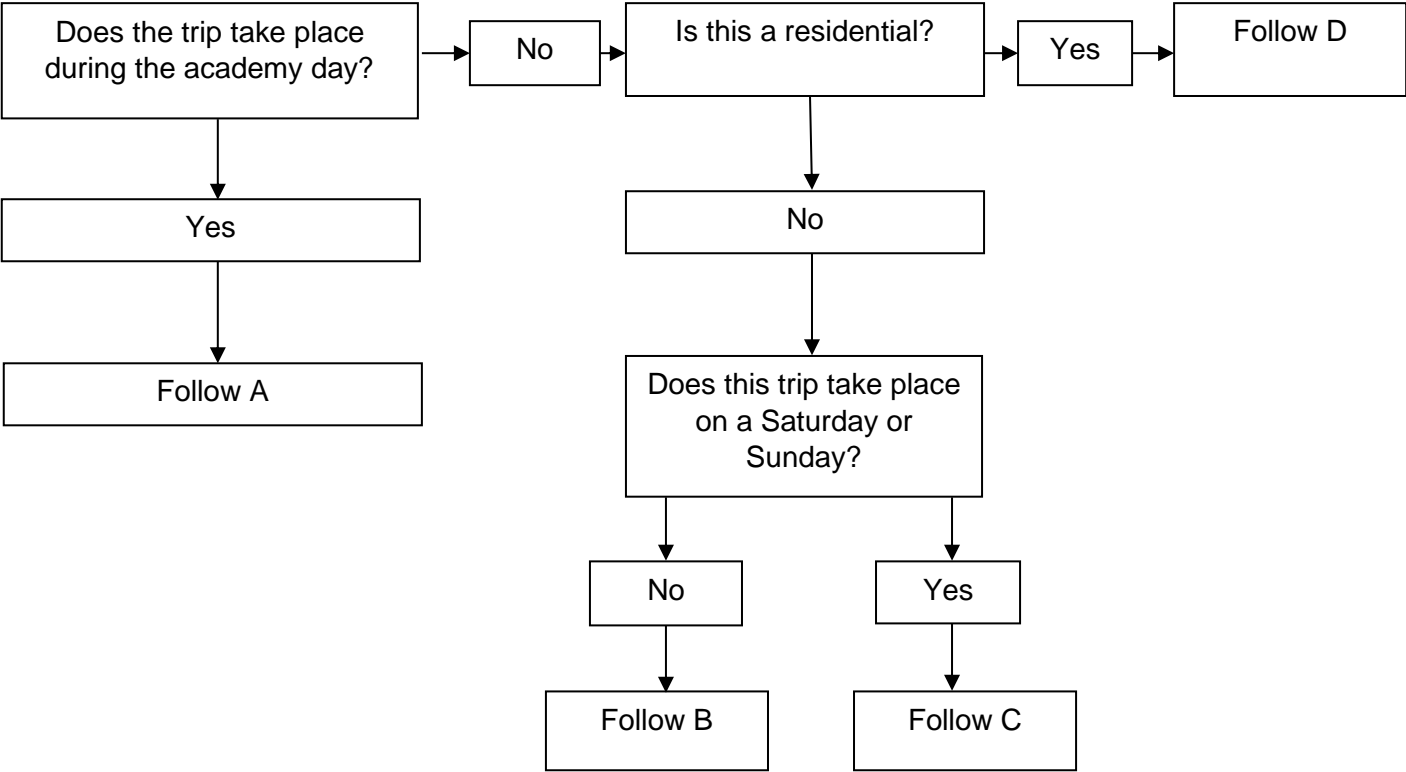 Does the trip take place
during the academy day?
No
Is this a residential?
Yes
Follow D
Yes
No
Follow A
Does this trip take place
on a Saturday or
Sunday?
No
Yes
Follow B
Follow C